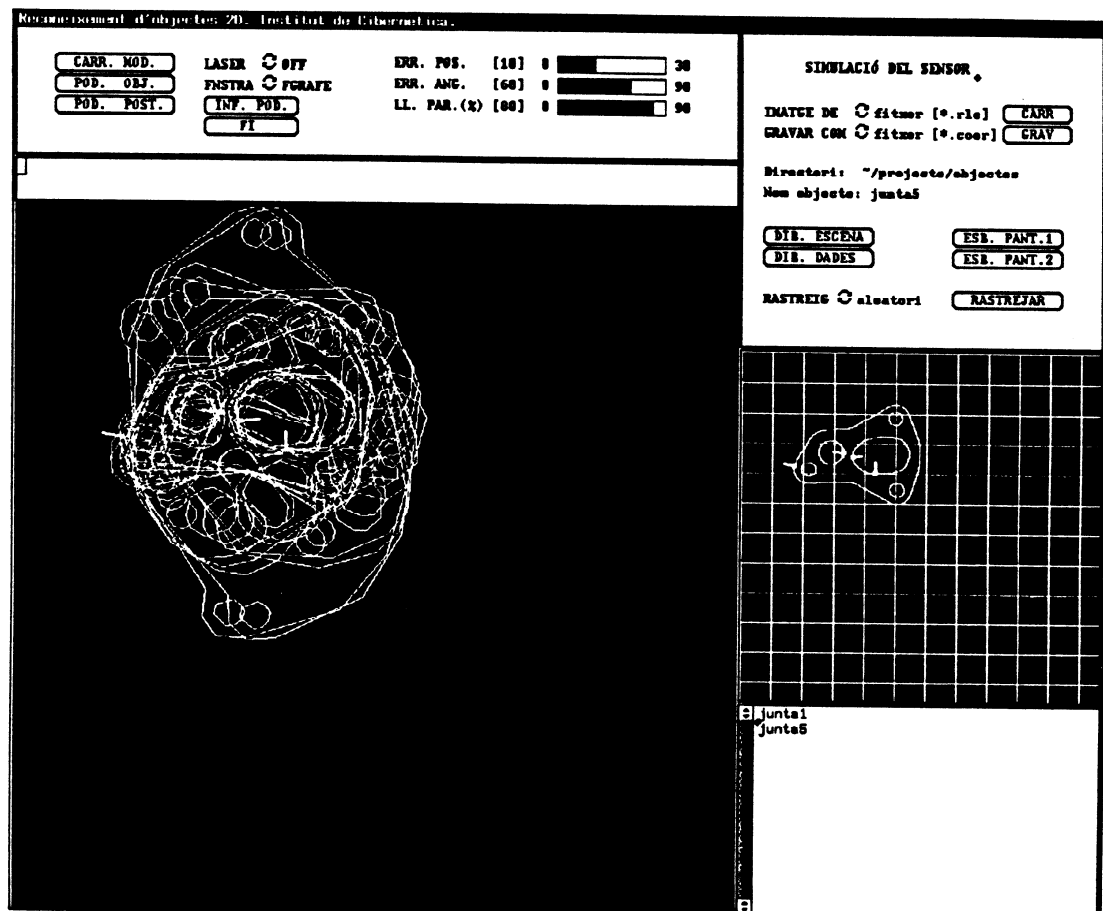 Reconeixement d'objectes 2D. Institut de Cibernetica.
CARR. MOD.
POD. OBJ.
POD. POST.
LASER OFF
FNSTRA FGRAFE
INF. POD.
FI
ERR. POS. [10] 0 30
ERR. ANG. [60] 0 90
LL. PAR.(%) [80] 0 90
SIMULACIÓ DEL SENSOR
IMATGE DE fitxer [*.rle] CARR
GRAVAR COM fitxer [*.coor] GRAV
Directori: ~/projecte/objectes
Nom objecte: junta5
DIB. ESCENA ESB. PANT.1
DIB. DADES ESB. PANT.2
RASTREIG aleatori RASTREJAR
junta1
junta5